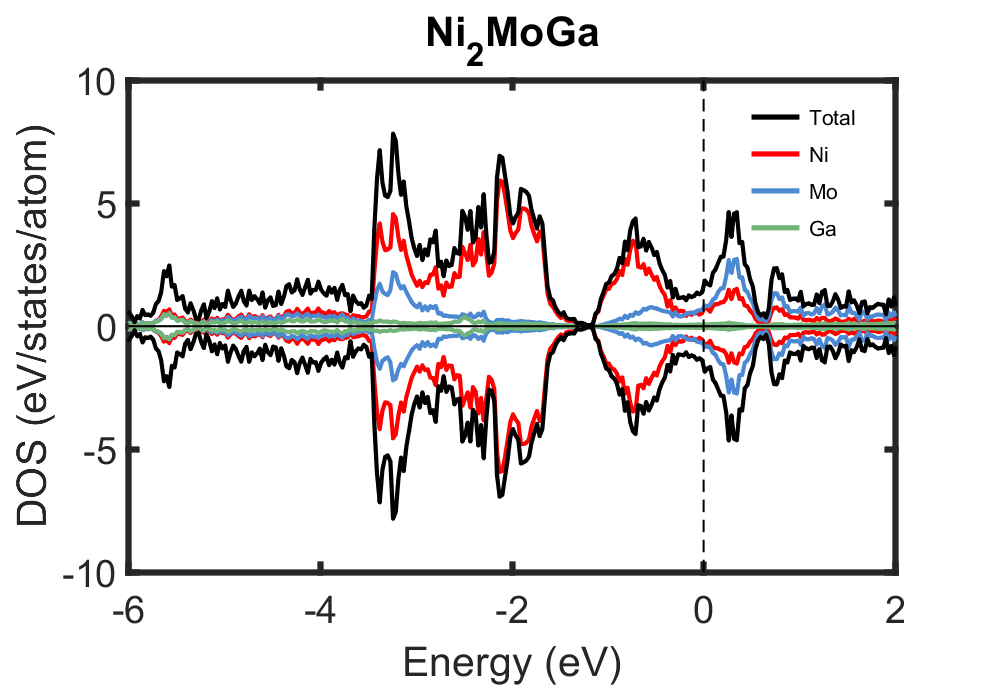 Ni2MoGa
10
5
0
-5
-10
DOS (eV/states/atom)
Total
Ni
Mo
Ga
-6 -4 -2 0 2
Energy (eV)